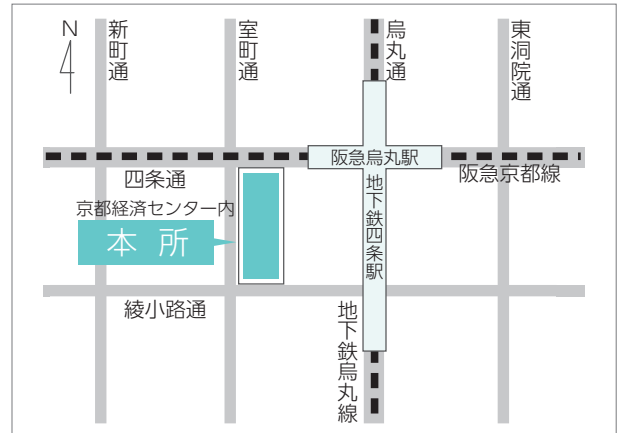 N
新町通
室町通
烏丸通
東洞院通
阪急烏丸駅
四条通
阪急京都線
京都経済センター内
本所
地下鉄四条駅
綾小路通
地下鉄烏丸線